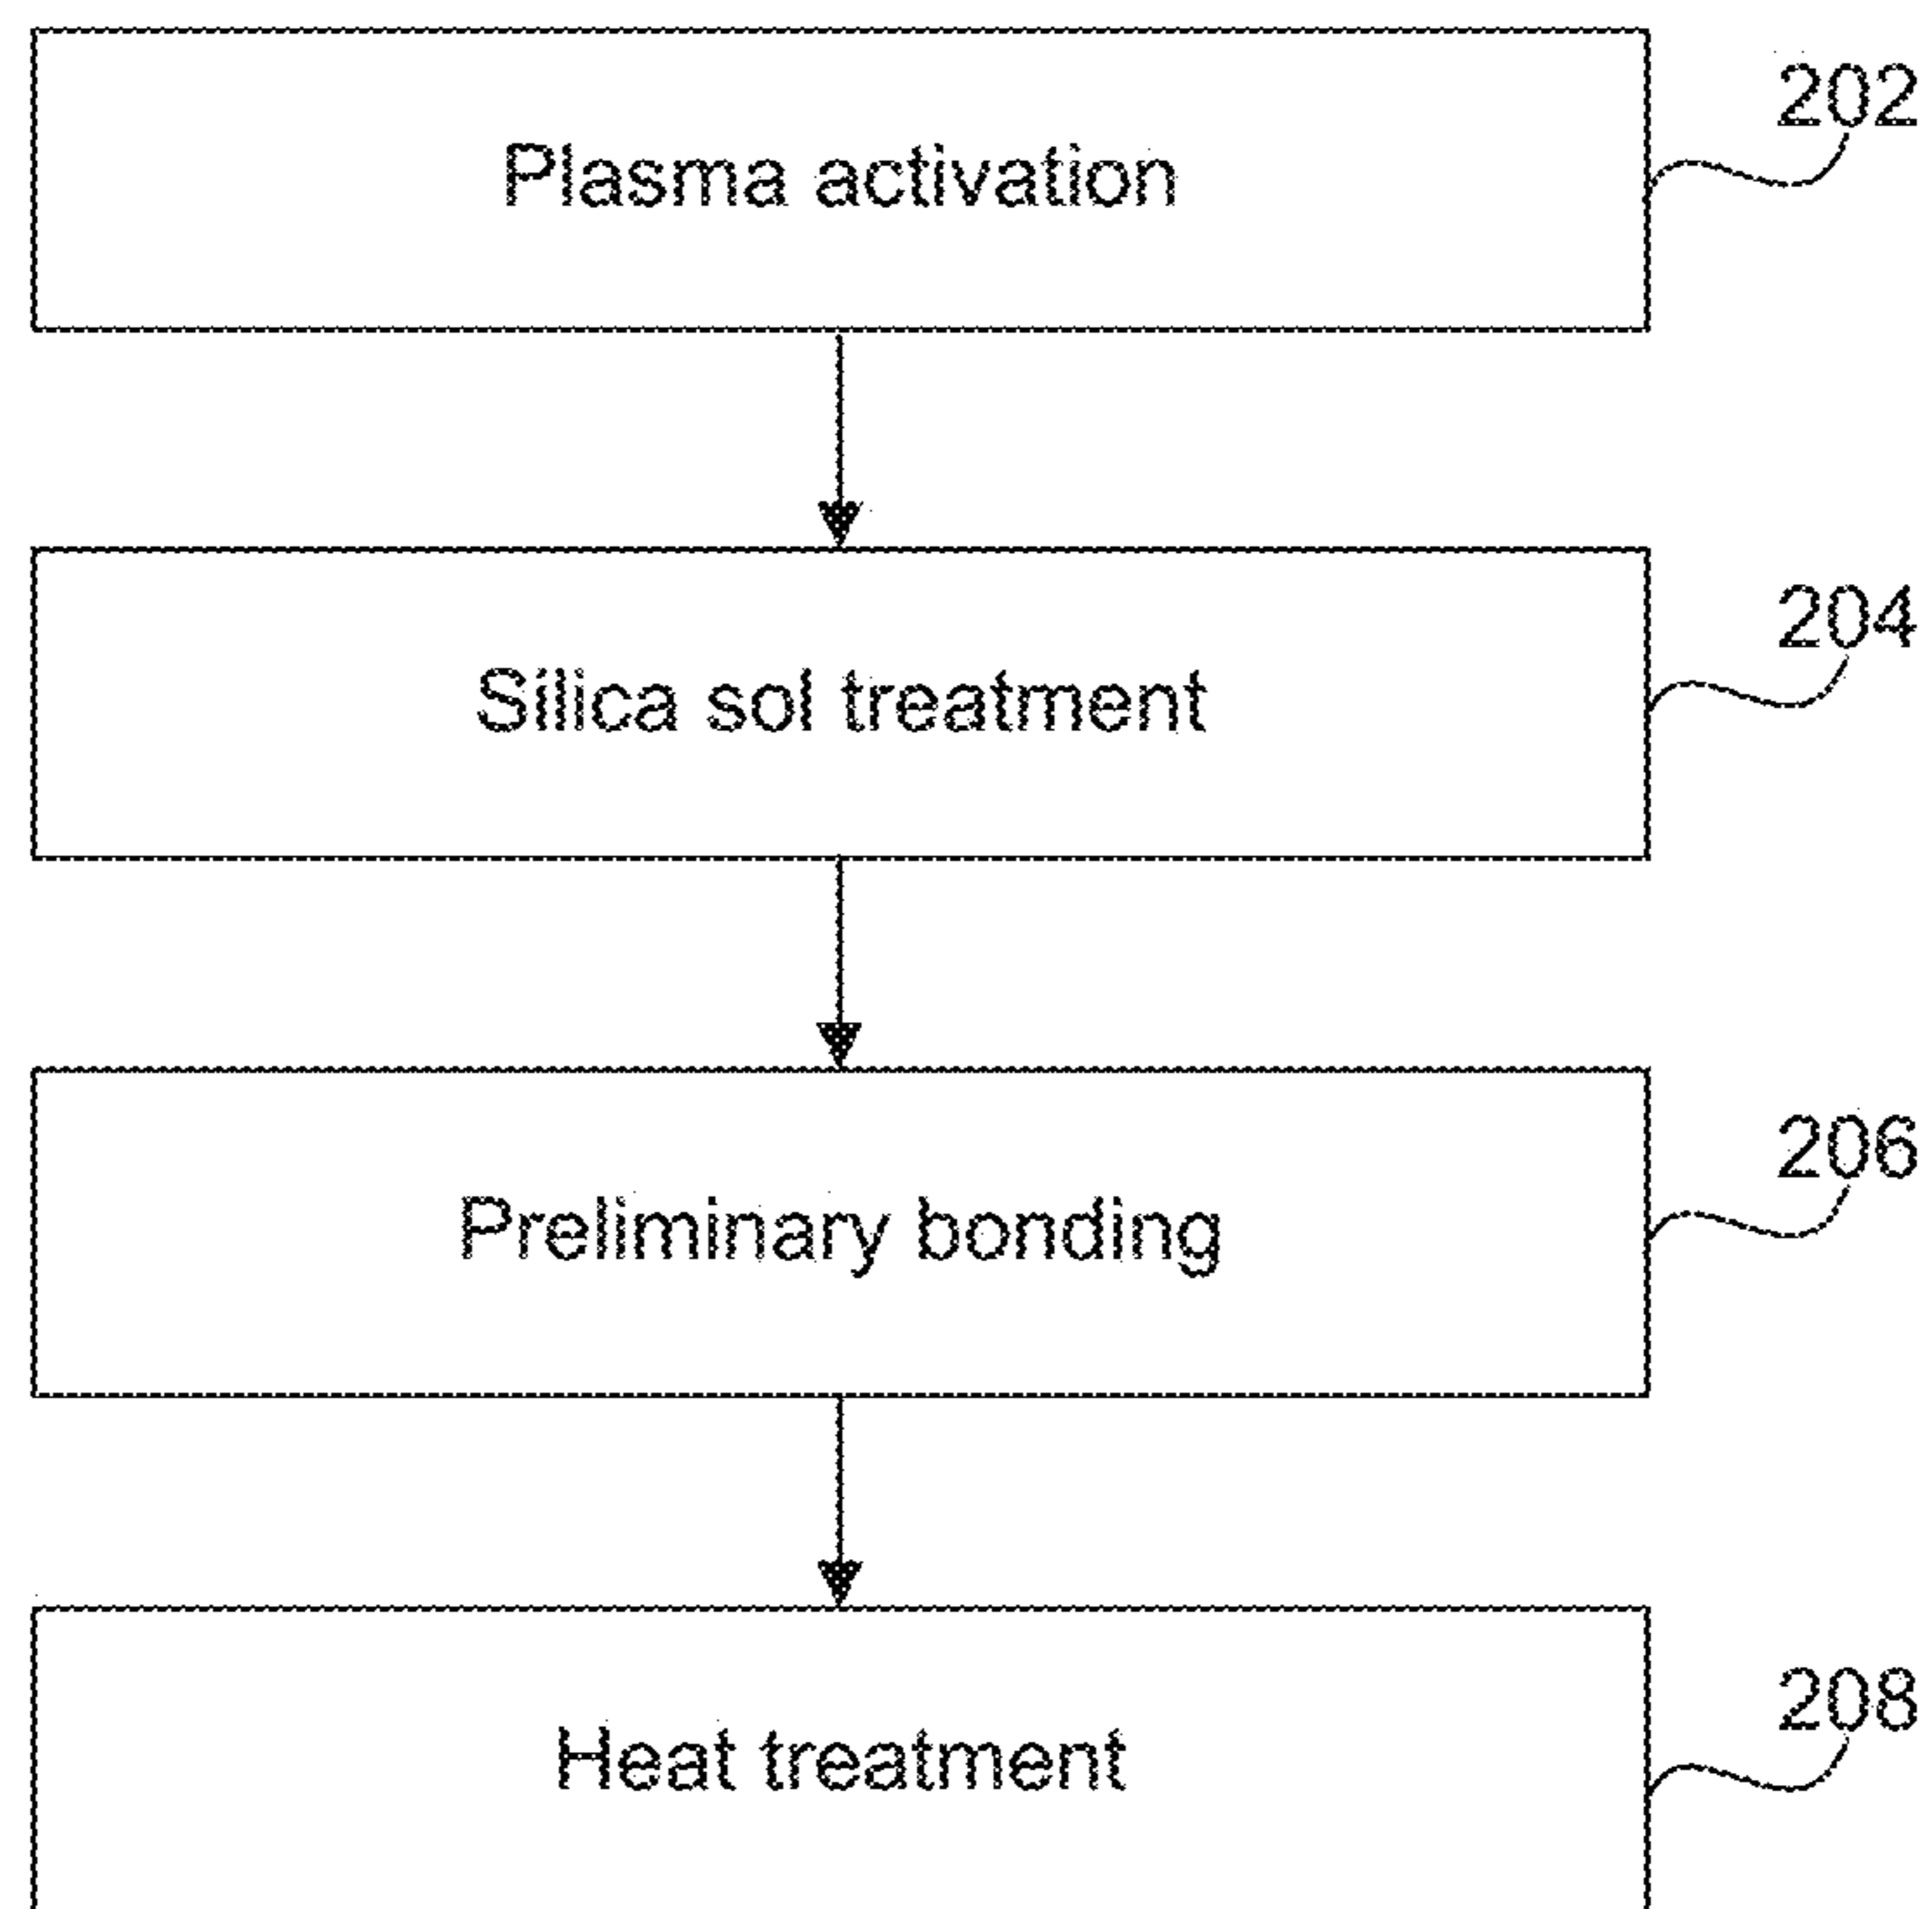 202
Plasma activation
204
Silica sol treatment
206
Preliminary bonding
208
Heat treatment